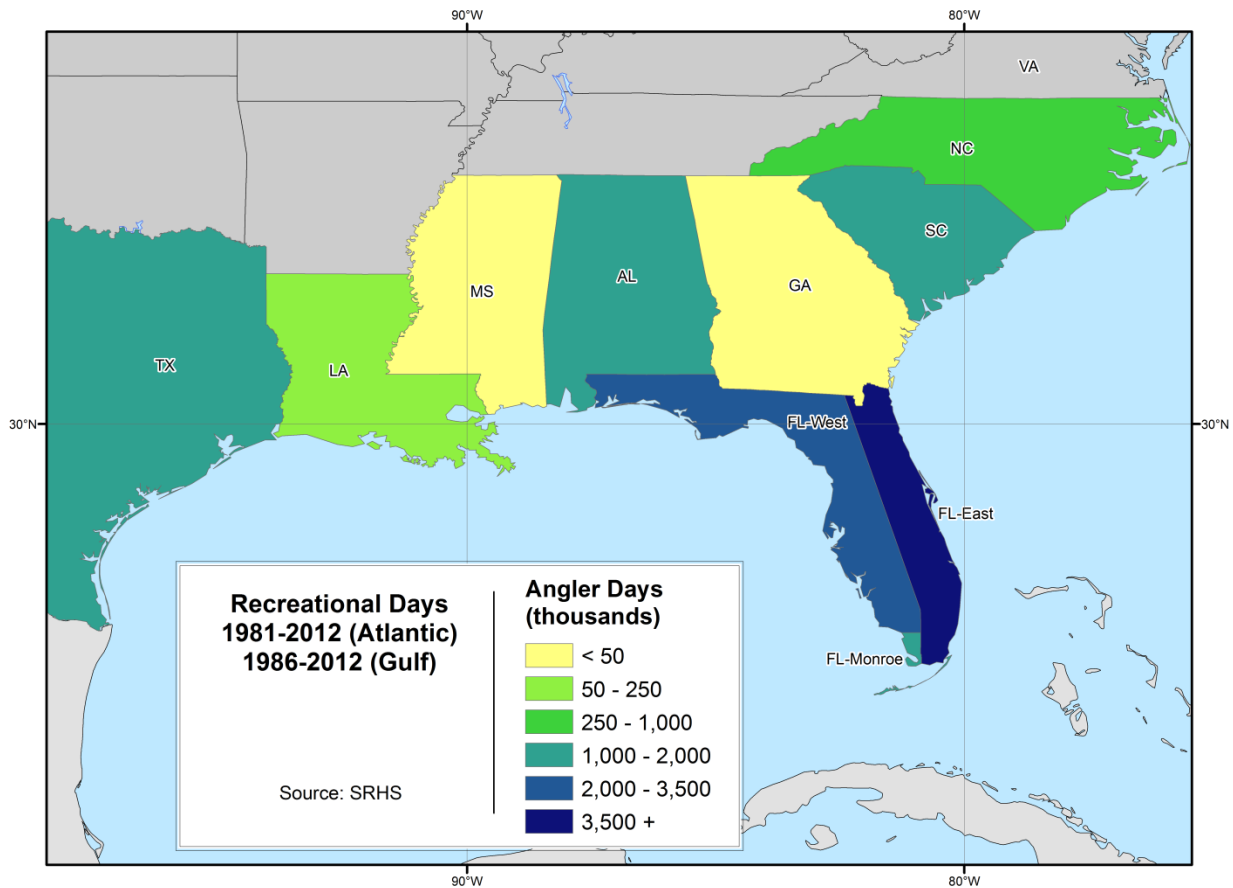 90°W
80°W
VA
NC
SC
MS
AL
GA
TX
LA
30°N
30°N
FL-West
FL-East
FL-Monroe
Recreational Days
1981-2012 (Atlantic)
1986-2012 (Gulf)
Source: SRHS
Angler Days
(thousands)
< 50
50 - 250
250 - 1,000
1,000 - 2,000
2,000 - 3,500
3,500 +
90°W
80°W